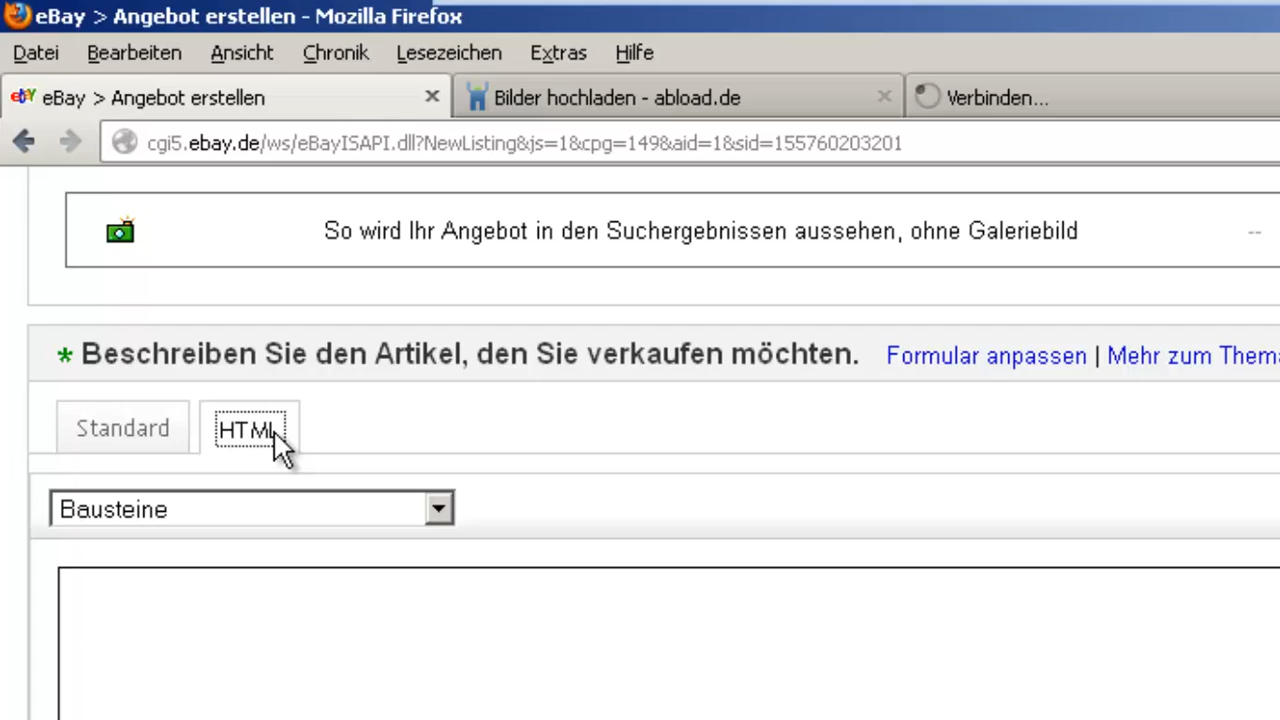 eBay > Angebot erstellen - Mozilla Firefox
Datei Bearbeiten Ansicht Chronik Lesezeichen Extras Hilfe
eBay > Angebot erstellen Bilder hochladen - abload.de Verbinden...
cgi5.ebay.de/ws/eBayISAPI.dll?NewListing&js=1&cpg=149&aid=1&sid=155760203201
So wird Ihr Angebot in den Suchergebnissen aussehen, ohne Galeriebild --
* Beschreiben Sie den Artikel, den Sie verkaufen möchten. Formular anpassen | Mehr zum Thema
Standard HTML
Bausteine